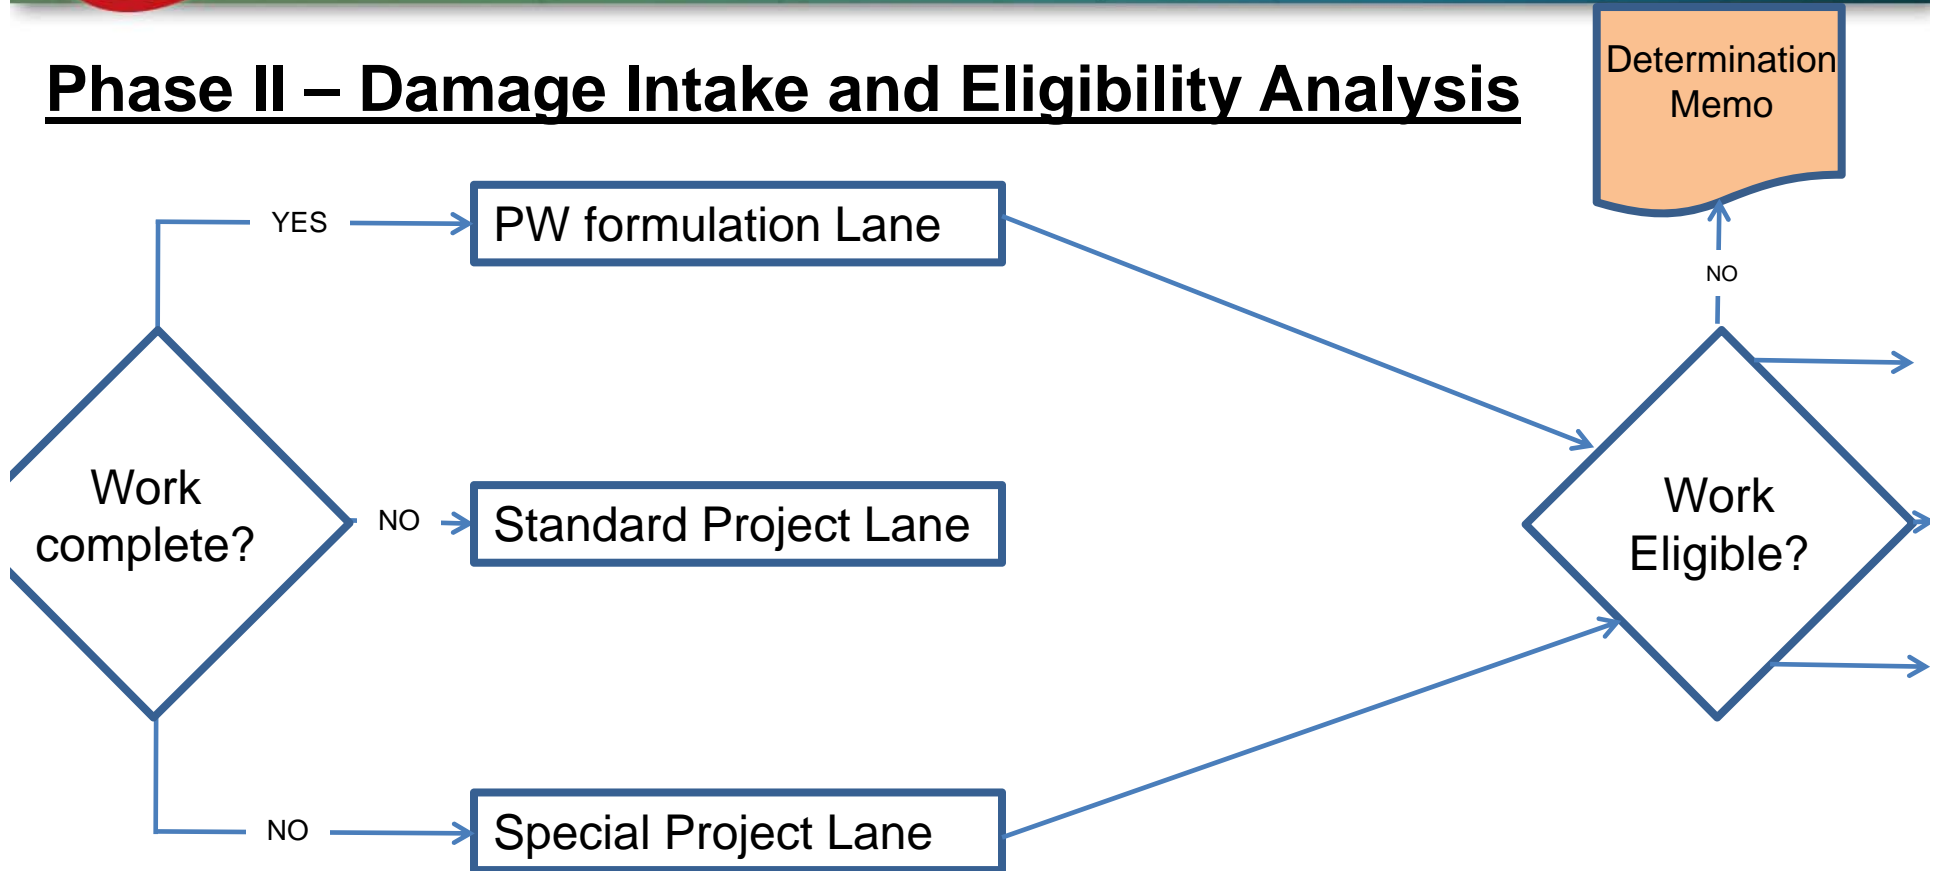 Phase II – Damage Intake and Eligibility Analysis
Determination
Memo
YES
PW formulation Lane
NO
Work
complete?
NO
Standard Project Lane
Work
Eligible?
NO
Special Project Lane